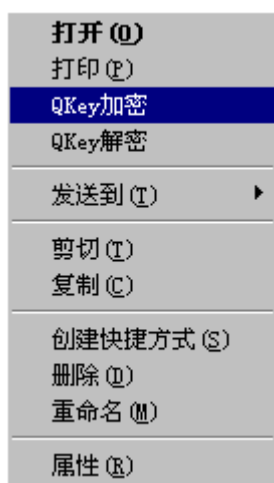 打开(O)
打印(P)
QKey加密
QKey解密
发送到(T)
剪切(T)
复制(C)
创建快捷方式(S)
删除(D)
重命名(M)
属性(R)